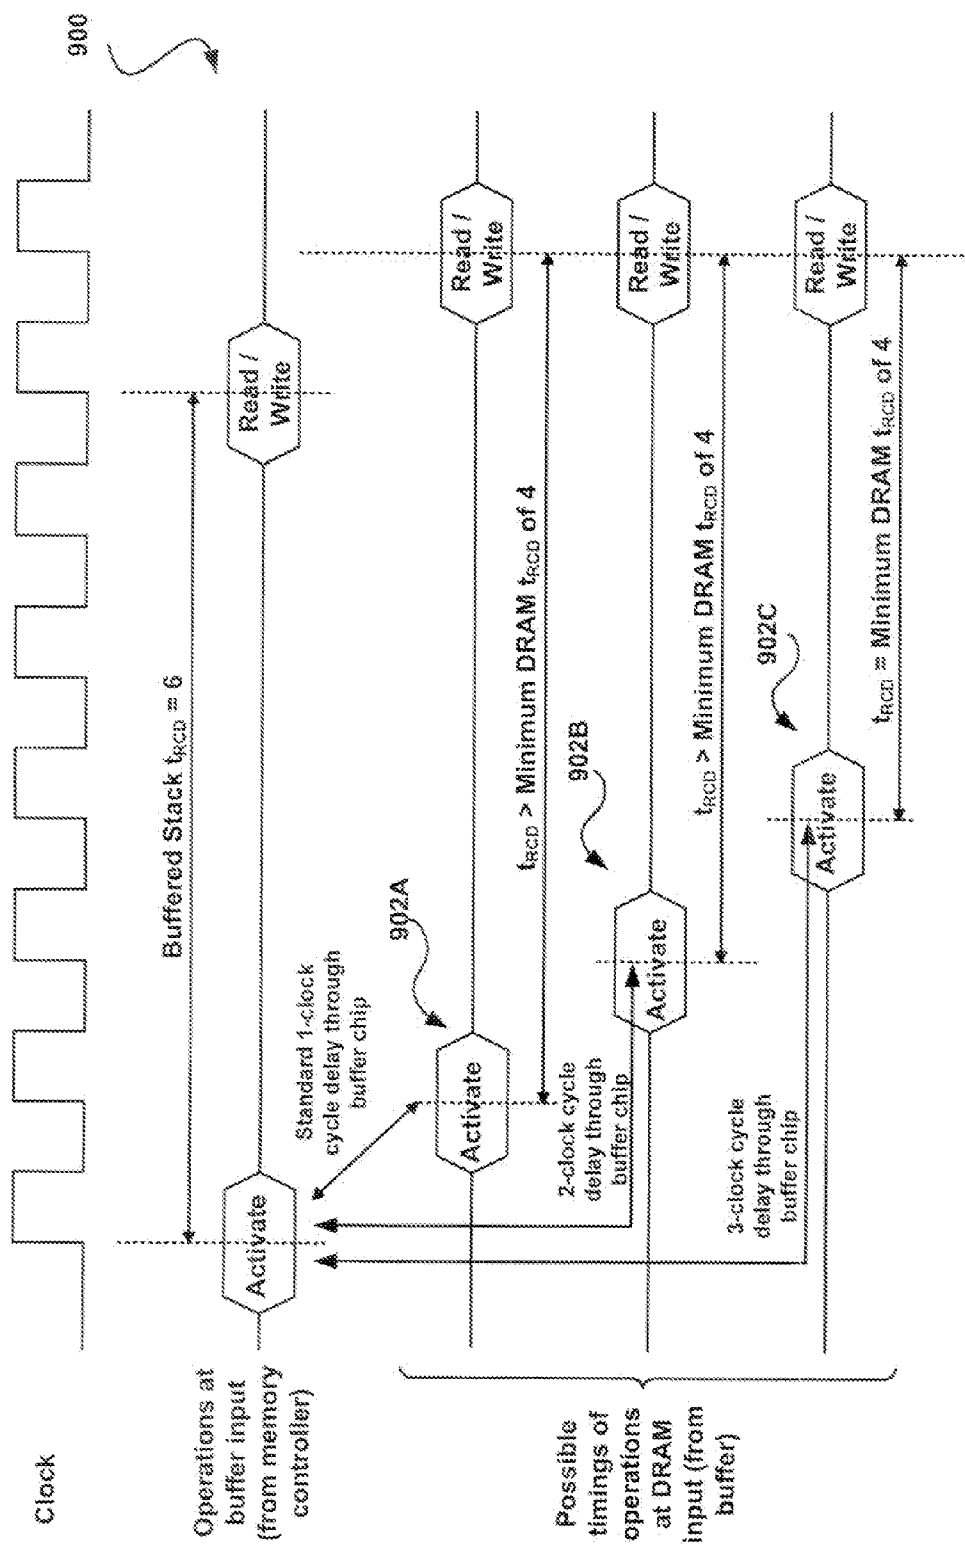 900
Clock
Operations at
buffer input
(from memory
controller)
Activate
Buffered Stack tRCD = 6
Read /
Write
Possible
timings of
operations
at DRAM
input (from
buffer)
Standard 1-clock
cycle delay through
buffer chip
Activate
902A
tRCD > Minimum DRAM tRCD of 4
Read /
Write
2-clock cycle
delay through
buffer chip
Activate
902B
tRCD > Minimum DRAM tRCD of 4
Read /
Write
3-clock cycle
delay through
buffer chip
Activate
902C
tRCD = Minimum DRAM tRCD of 4
Read /
Write